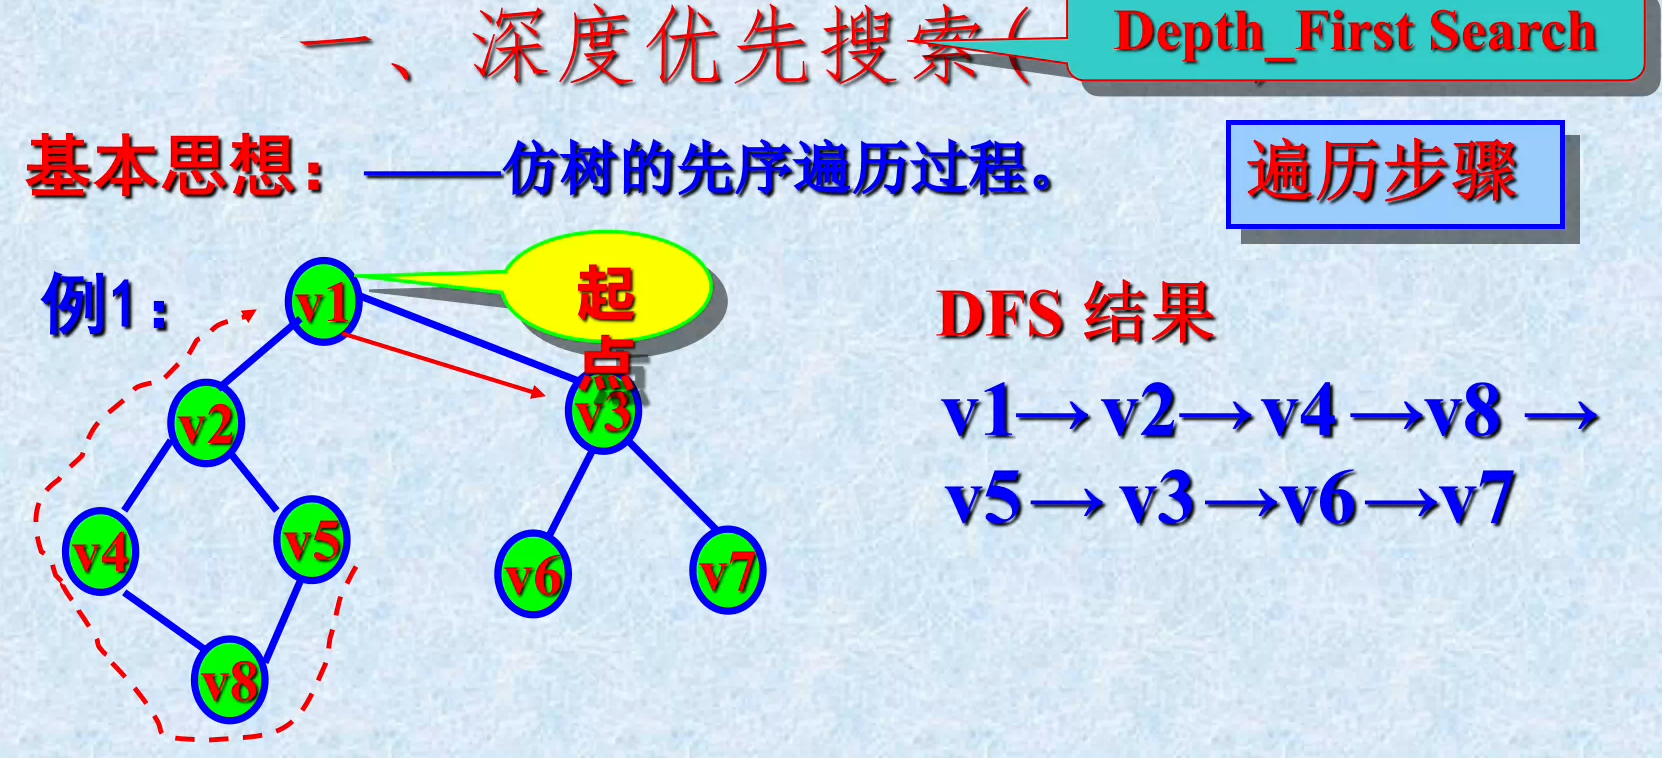 一、深度优先搜索(
Depth_First Search
基本思想：——仿树的先序遍历过程。
遍历步骤
例1：
起
点
v1
v2
v3
v4
v5
v6
v7
v8
DFS 结果
v1→v2→v4→v8→
v5→v3→v6→v7